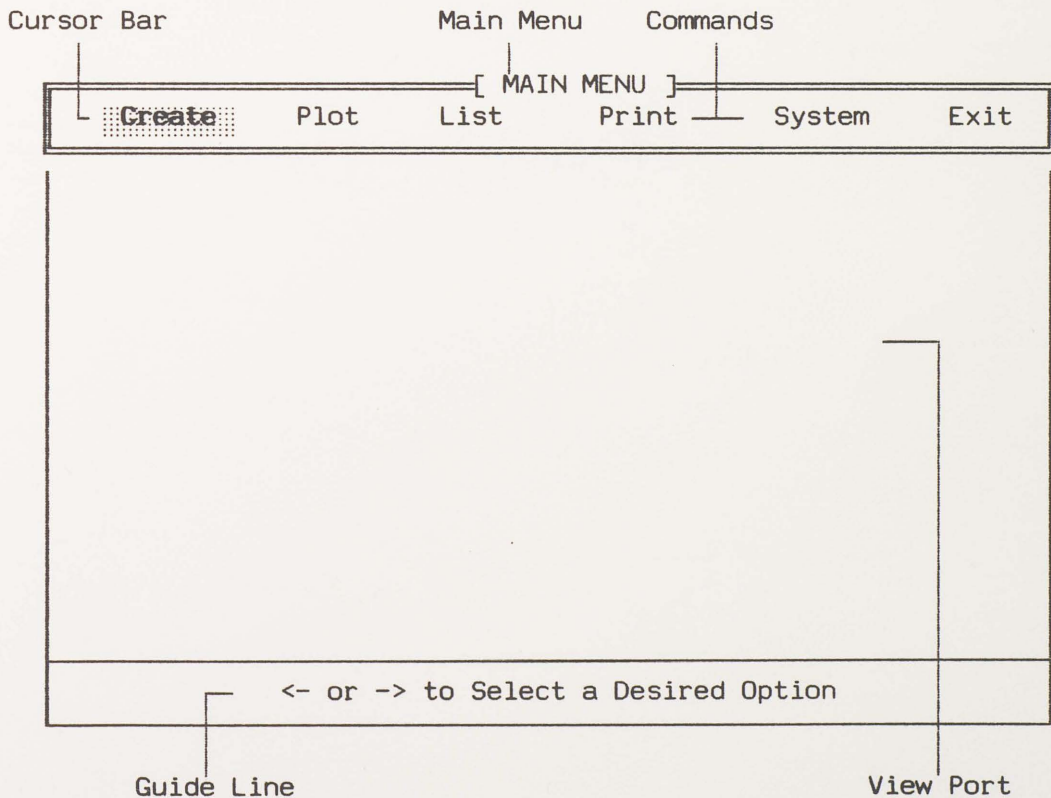 Cursor Bar Main Menu Commands
[ MAIN MENU ]
Create Plot List Print System Exit
<- or -> to Select a Desired Option
Guide Line View Port